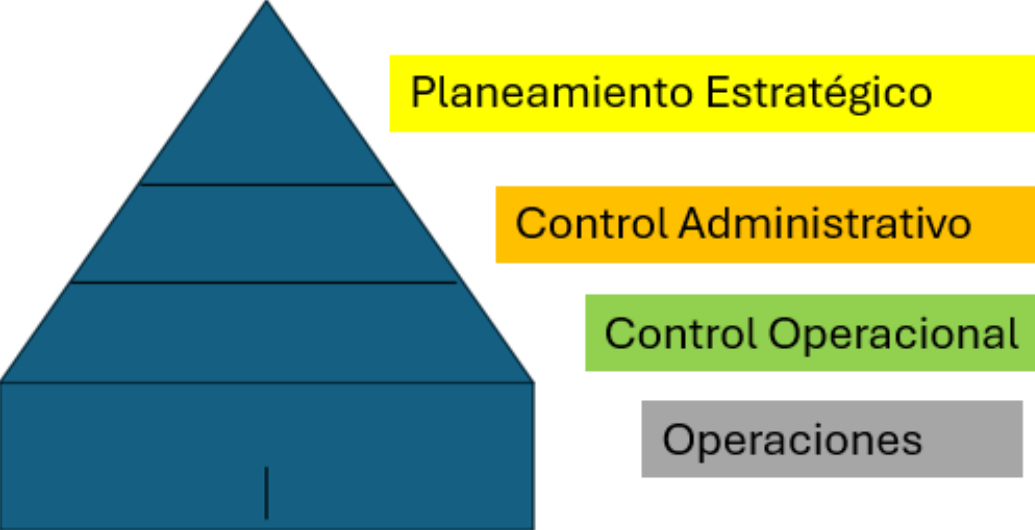 Planeamiento Estratégico
Control Administrativo
Control Operacional
Operaciones